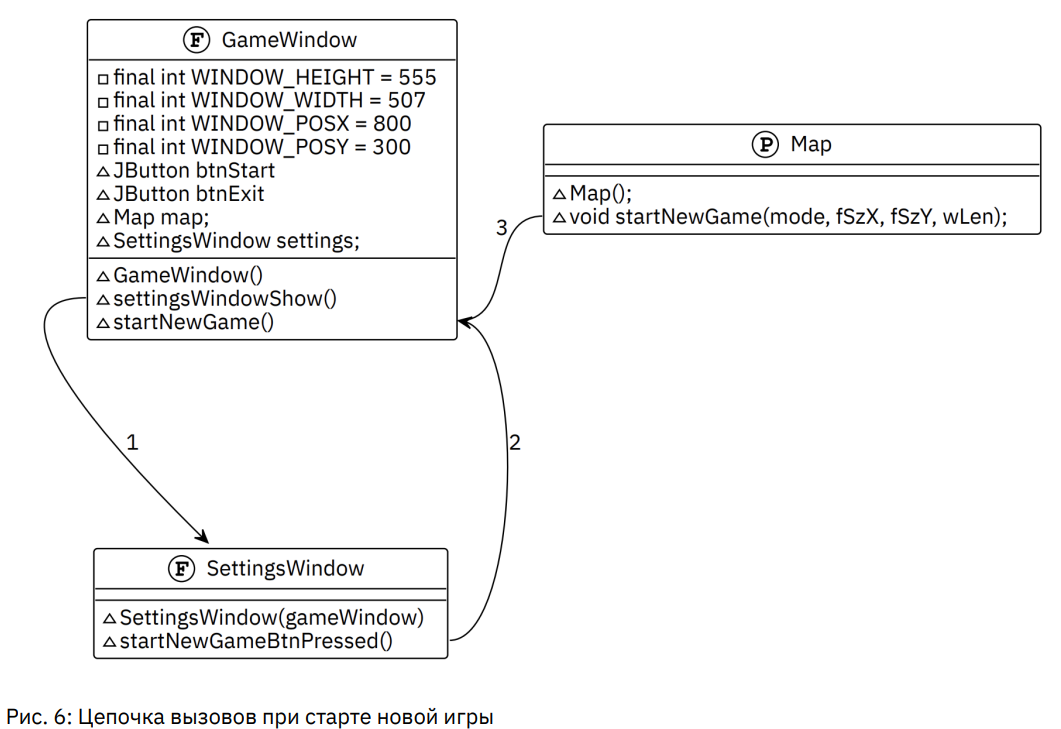 F GameWindow
final int WINDOW_HEIGHT = 555
final int WINDOW_WIDTH = 507
final int WINDOW_POSX = 800
final int WINDOW_POSY = 300
JButton btnStart
JButton btnExit
Map map;
SettingsWindow settings;
GameWindow()
settingsWindowShow()
startNewGame()
P Map
Map();
void startNewGame(mode, fSzX, fSzY, wLen);
3
1
2
F SettingsWindow
SettingsWindow(gameWindow)
startNewGameBtnPressed()
Рис. 6: Цепочка вызовов при старте новой игры